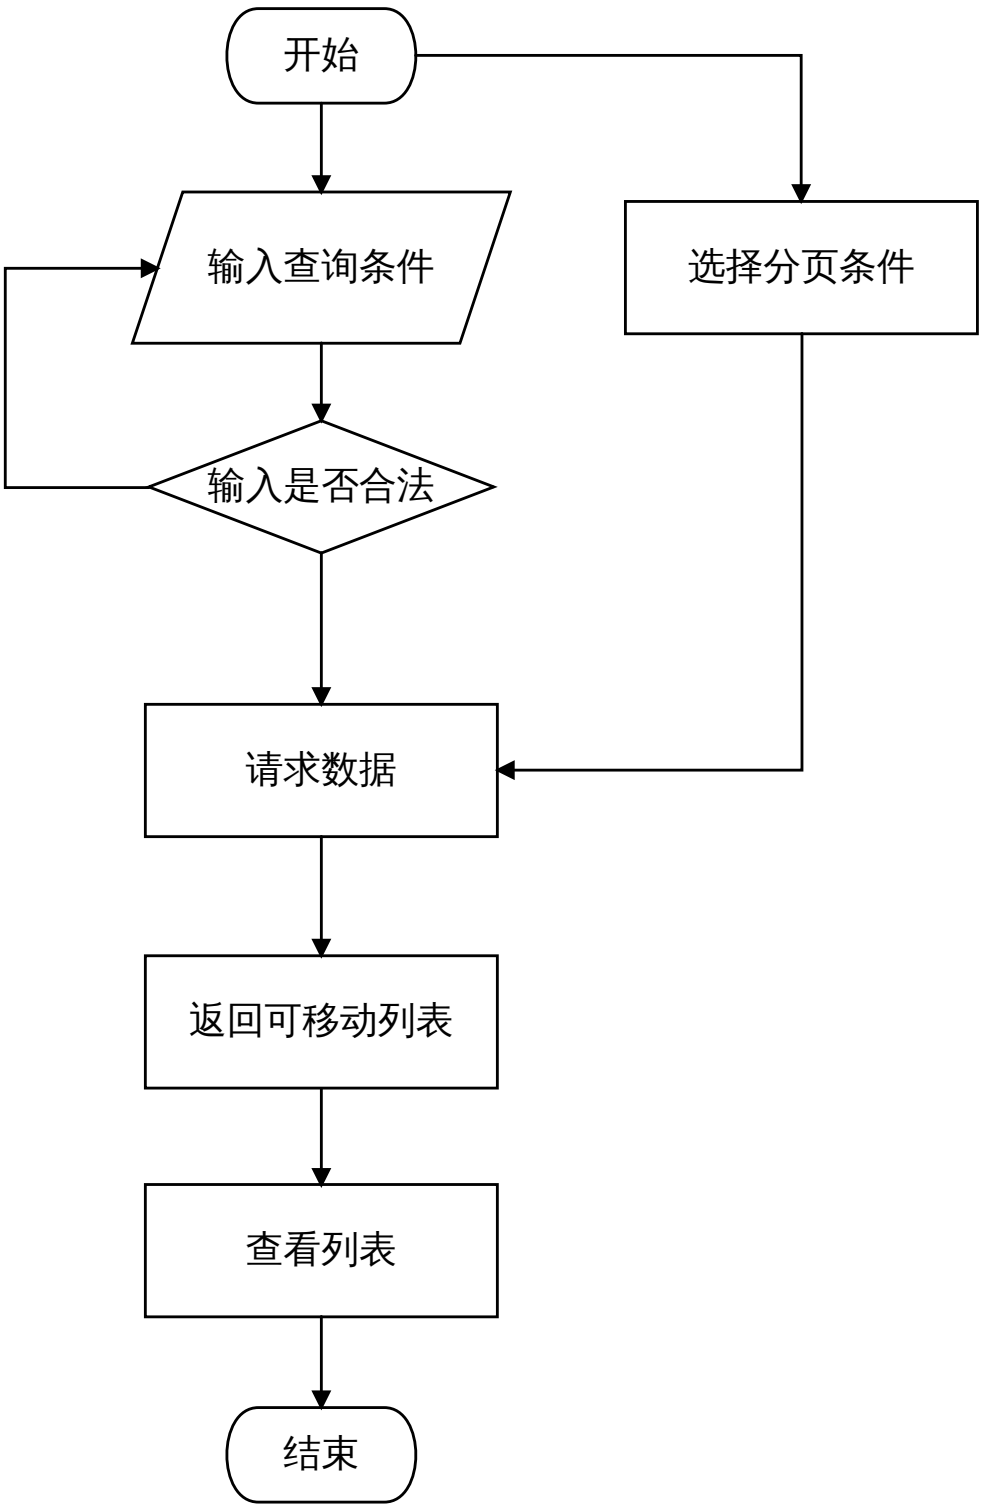 开始
输入查询条件
选择分页条件
输入是否合法
请求数据
返回可移动列表
查看列表
结束